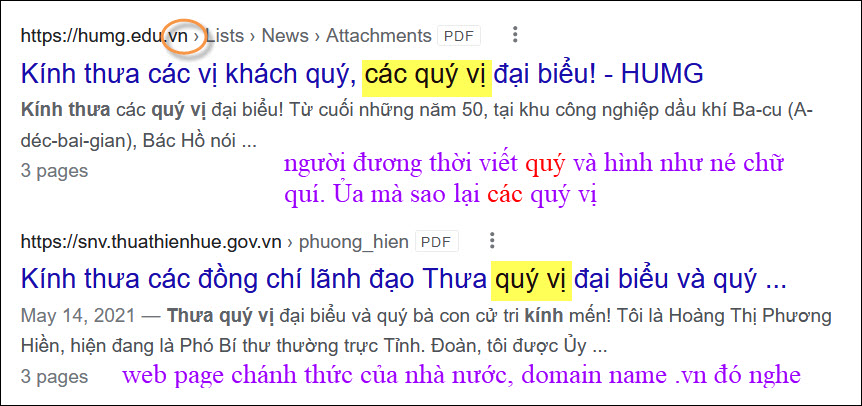 https://humg.edu.vn › Lists › News › Attachments PDF
Kính thưa các vị khách quý, các quý vị đại biểu! - HUMG
Kính thưa các quý vị đại biểu! Từ cuối những năm 50, tại khu công nghiệp dầu khí Ba-cu (A-
déc-bai-gian), Bác Hồ nói ...
3 pages
người đương thời viết quý và hình như né chữ
quí. Ủa mà sao lại các quý vị
https://snv.thuathienhue.gov.vn › phuong_hien PDF
Kính thưa các đồng chí lãnh đạo Thưa quý vị đại biểu và quý ...
May 14, 2021 — Thưa quý vị đại biểu và quý bà con cử tri kính mến! Tôi là Hoàng Thị Phương
Hiền, hiện đang là Phó Bí thư thường trực Tỉnh. Đoàn, tôi được Ủy ...
3 pages
web page chánh thức của nhà nước, domain name .vn đó nghe